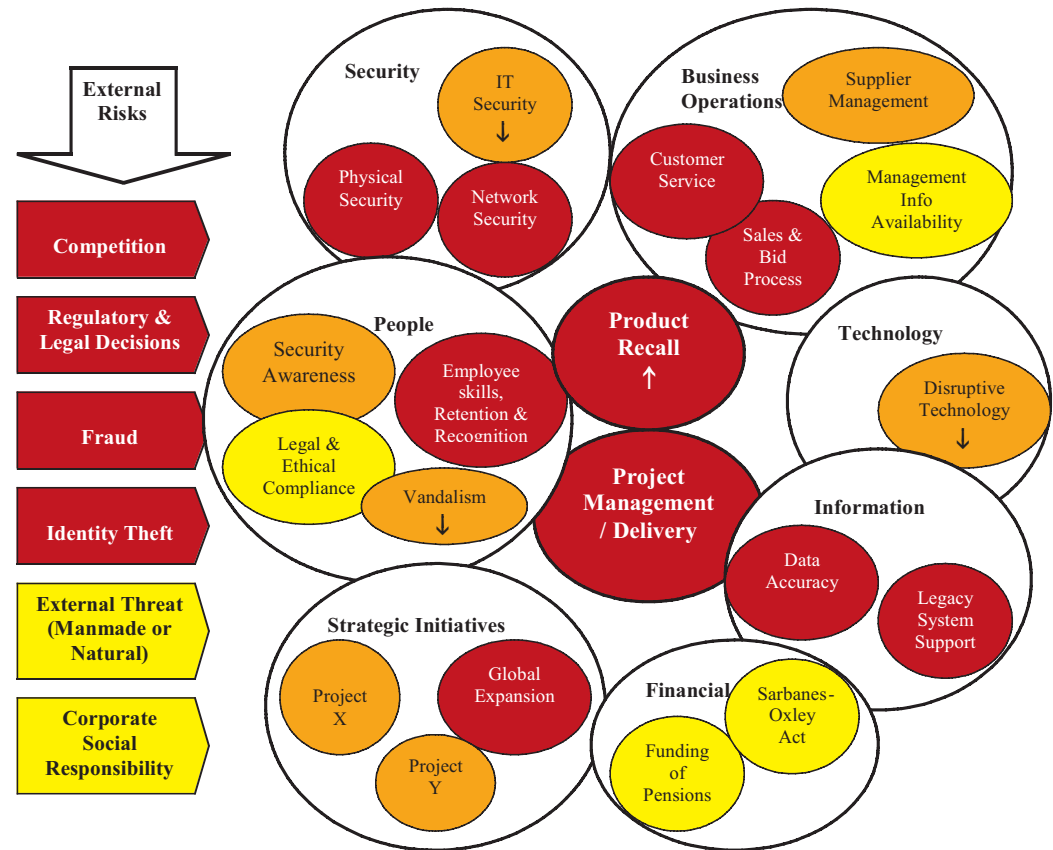 External
Risks
Competition
Regulatory &
Legal Decisions
Fraud
Identity Theft
External Threat
(Manmade or
Natural)
Corporate
Social
Responsibility
Security
IT
Security
↓
Physical
Security
Network
Security
Business
Operations
Supplier
Management
Customer
Service
Management
Info
Availability
Sales &
Bid
Process
People
Security
Awareness
Employee
skills,
Retention &
Recognition
Legal &
Ethical
Compliance
Vandalism
↓
Product
Recall
↑
Project
Management
/ Delivery
Technology
Disruptive
Technology
↓
Information
Data
Accuracy
Legacy
System
Support
Strategic Initiatives
Project
X
Global
Expansion
Project
Y
Financial
Sarbanes-
Oxley
Act
Funding
of
Pensions